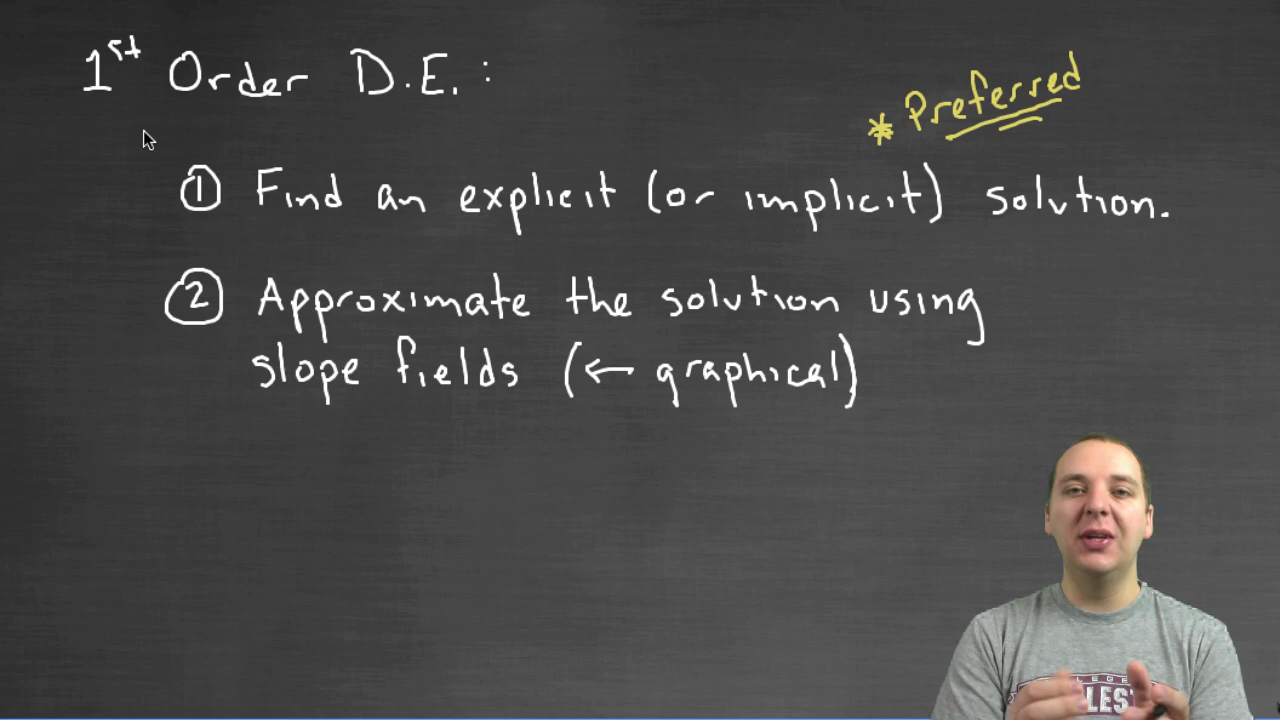 1st Order D.E.:
* Preferred
① Find an explicit (or implicit) solution.
② Approximate the solution using
slope fields (← graphical)